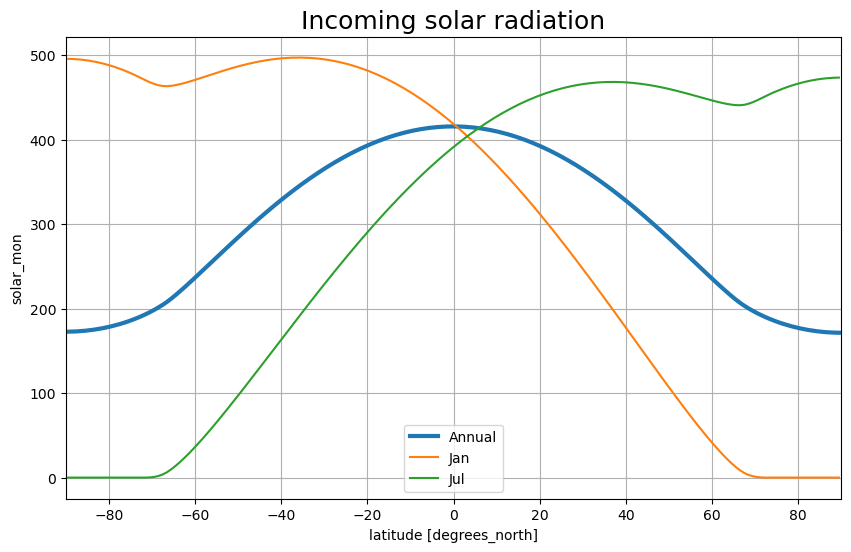 Incoming solar radiation
500
400
300
200
100
0
solar_mon
Annual
Jan
Jul
−80
−60
−40
−20
0
20
40
60
80
latitude [degrees_north]